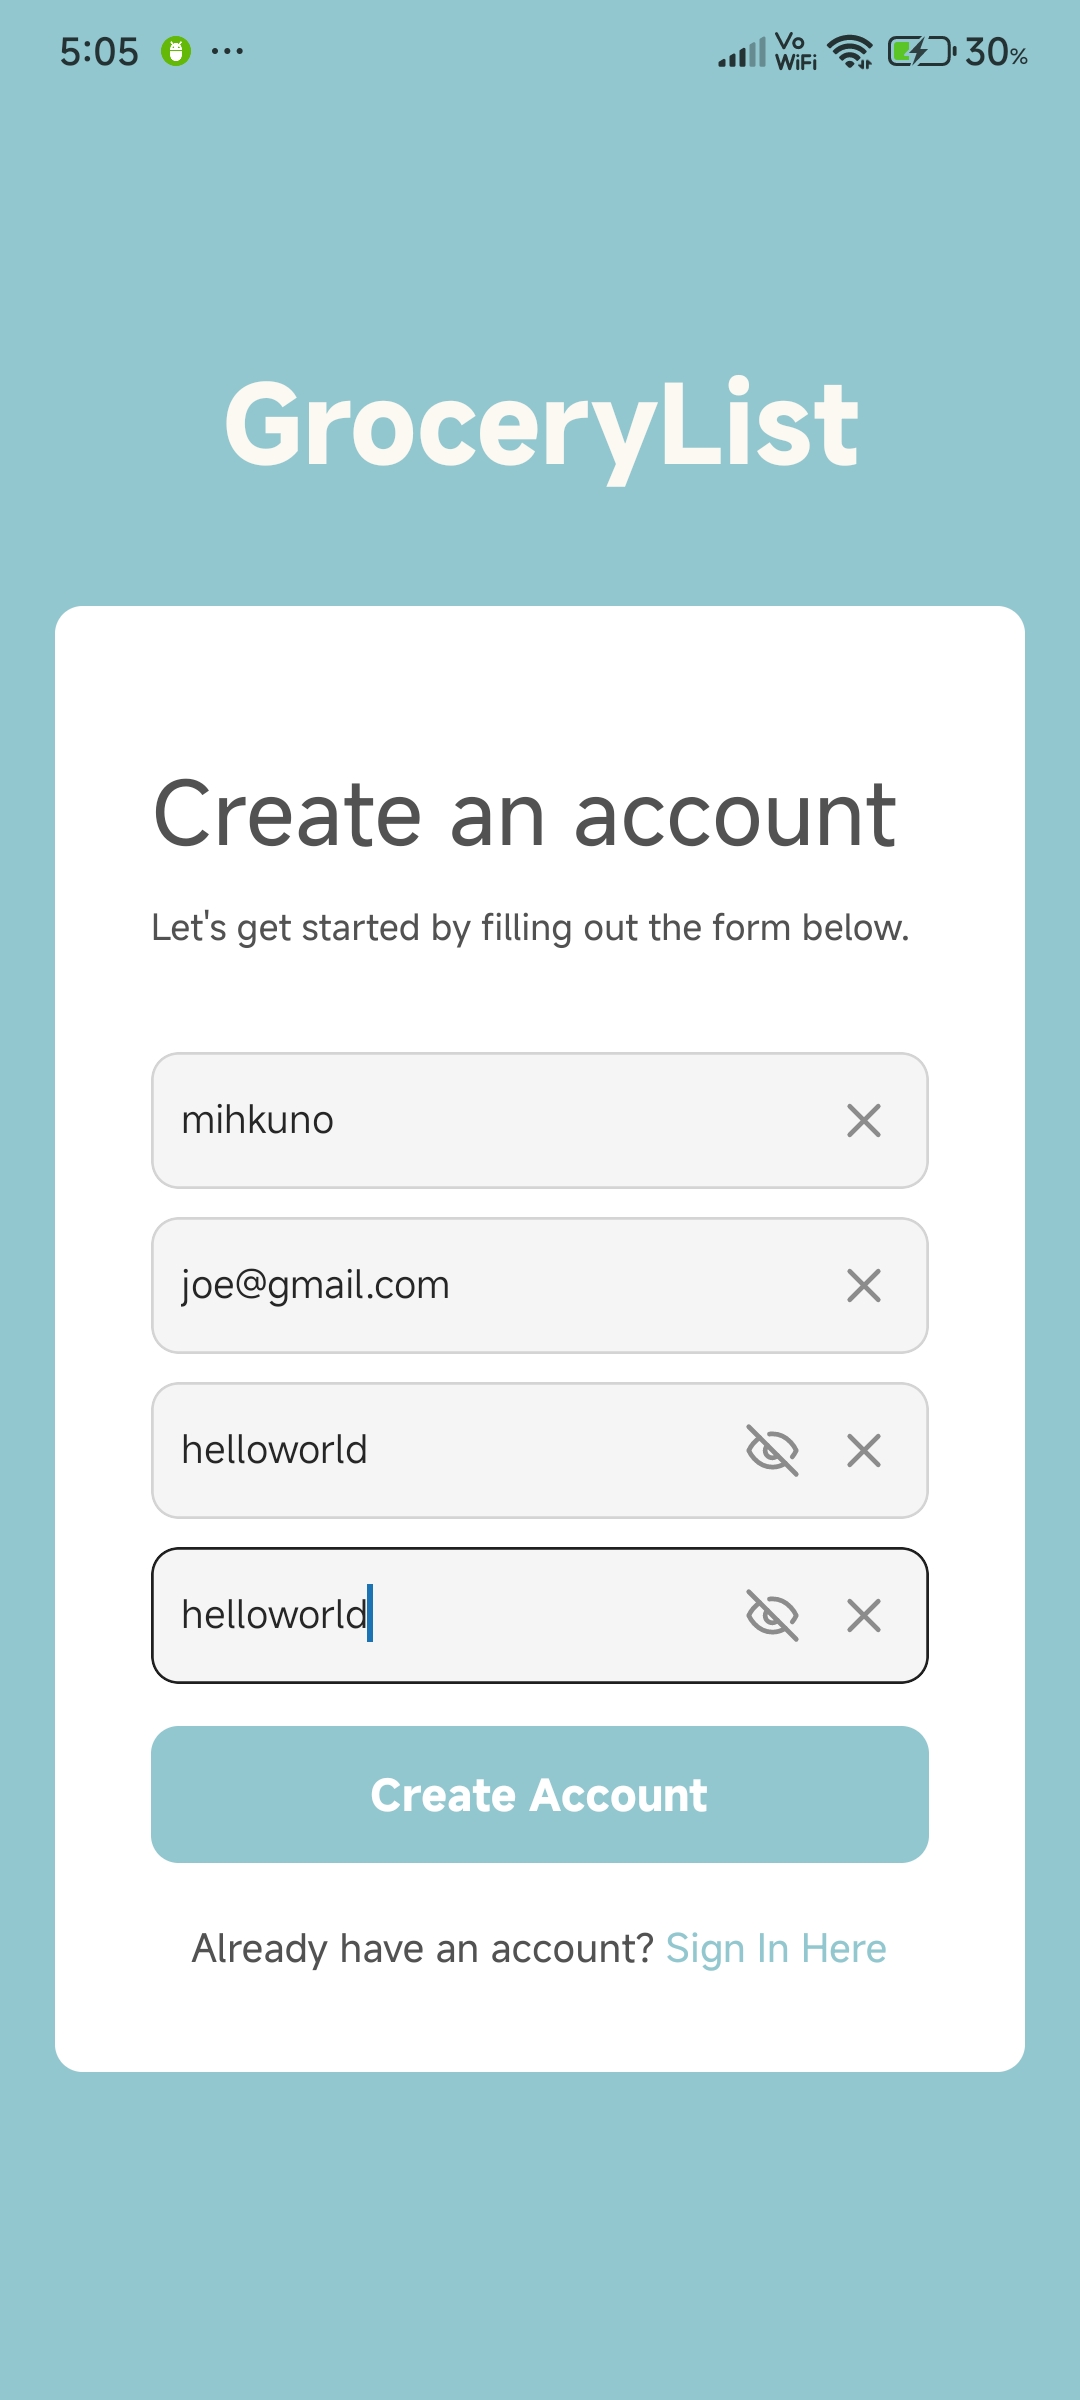 5:05 ... Vo WiFi 30%
GroceryList
Create an account
Let's get started by filling out the form below.
mihkuno
joe@gmail.com
helloworld
helloworld
Create Account
Already have an account? Sign In Here